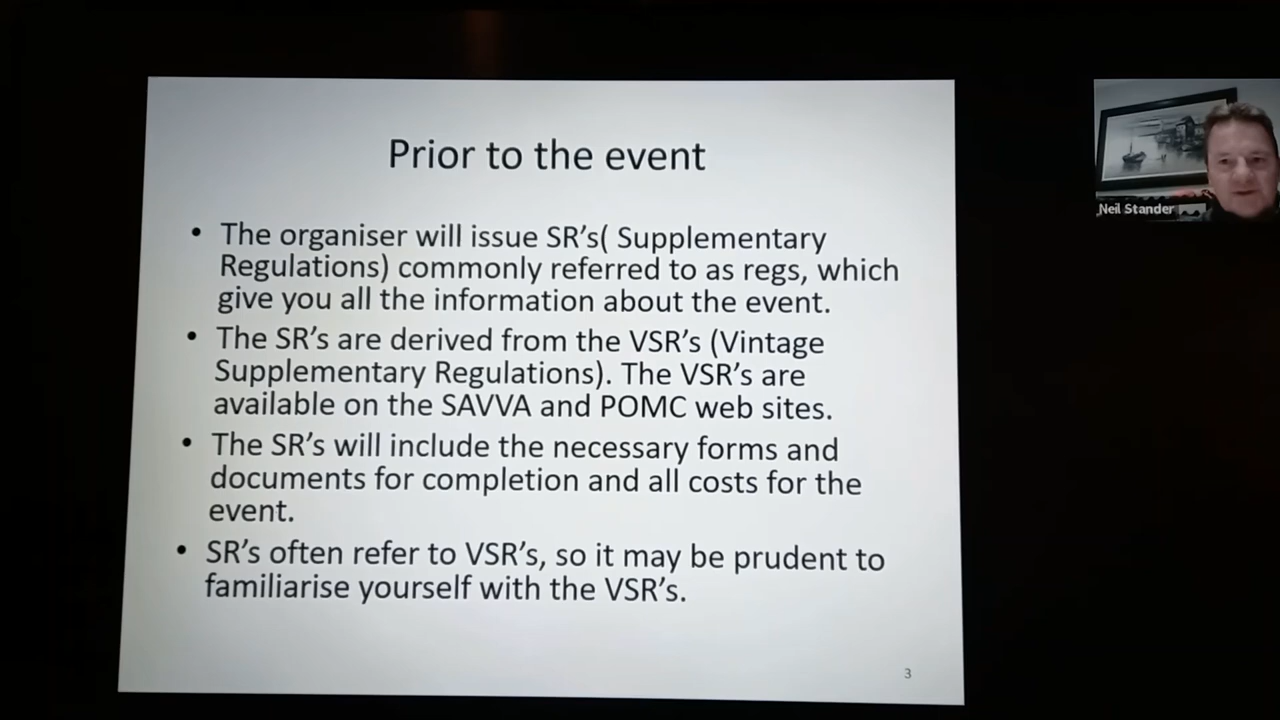 Prior to the event
• The organiser will issue SR's( Supplementary
Regulations) commonly referred to as regs, which
give you all the information about the event.
• The SR's are derived from the VSR's (Vintage
Supplementary Regulations). The VSR's are
available on the SAVVA and POMC web sites.
• The SR's will include the necessary forms and
documents for completion and all costs for the
event.
• SR's often refer to VSR's, so it may be prudent to
familiarise yourself with the VSR's.
3
Neil Stander